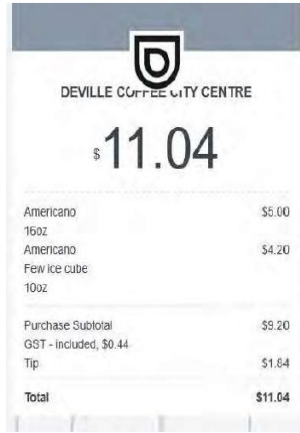 DEVILLE COFFEE CITY CENTRE
$11.04
Americano $5.00
16oz
Americano $4.20
Few ice cube
10oz
Purchase Subtotal $9.20
GST - included, $0.44
Tip $1.84
Total $11.04